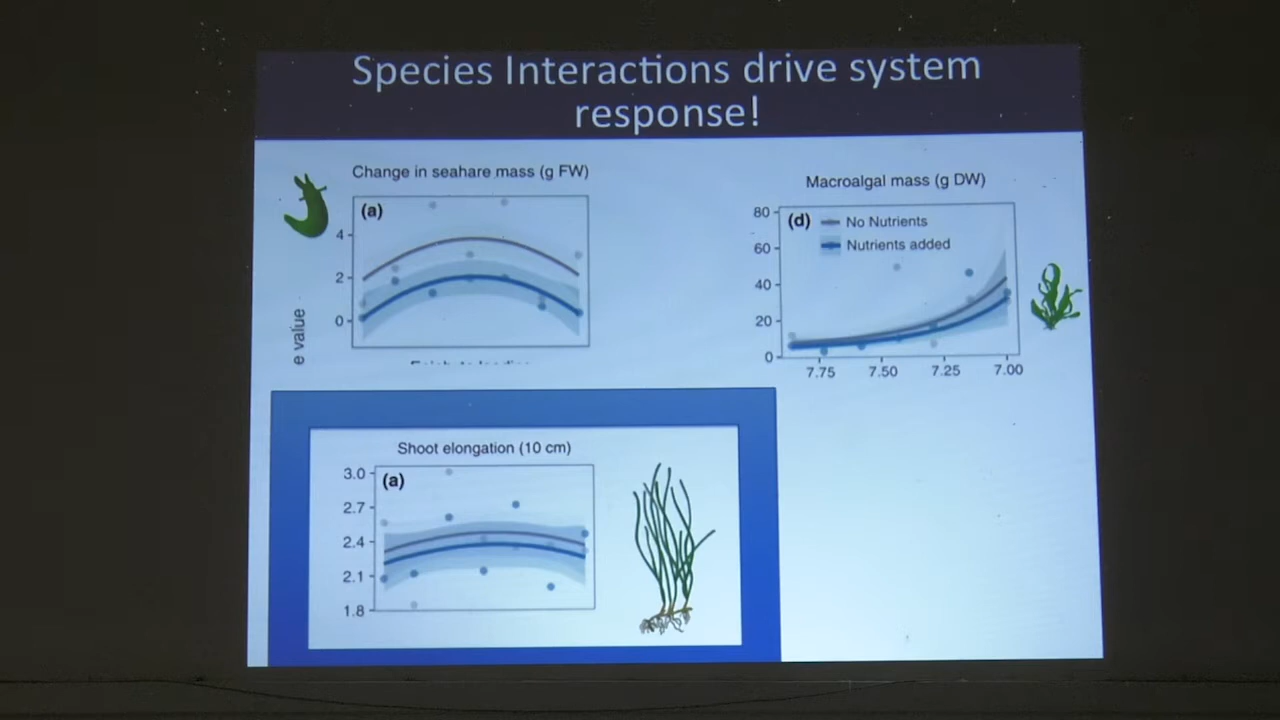 Species Interactions drive system
response!
Change in seahare mass (g FW)
(a)
4
2
0
e value
Macroalgal mass (g DW)
(d)
No Nutrients
Nutrients added
80
60
40
20
0
7.75 7.50 7.25 7.00
Shoot elongation (10 cm)
(a)
3.0
2.7
2.4
2.1
1.8